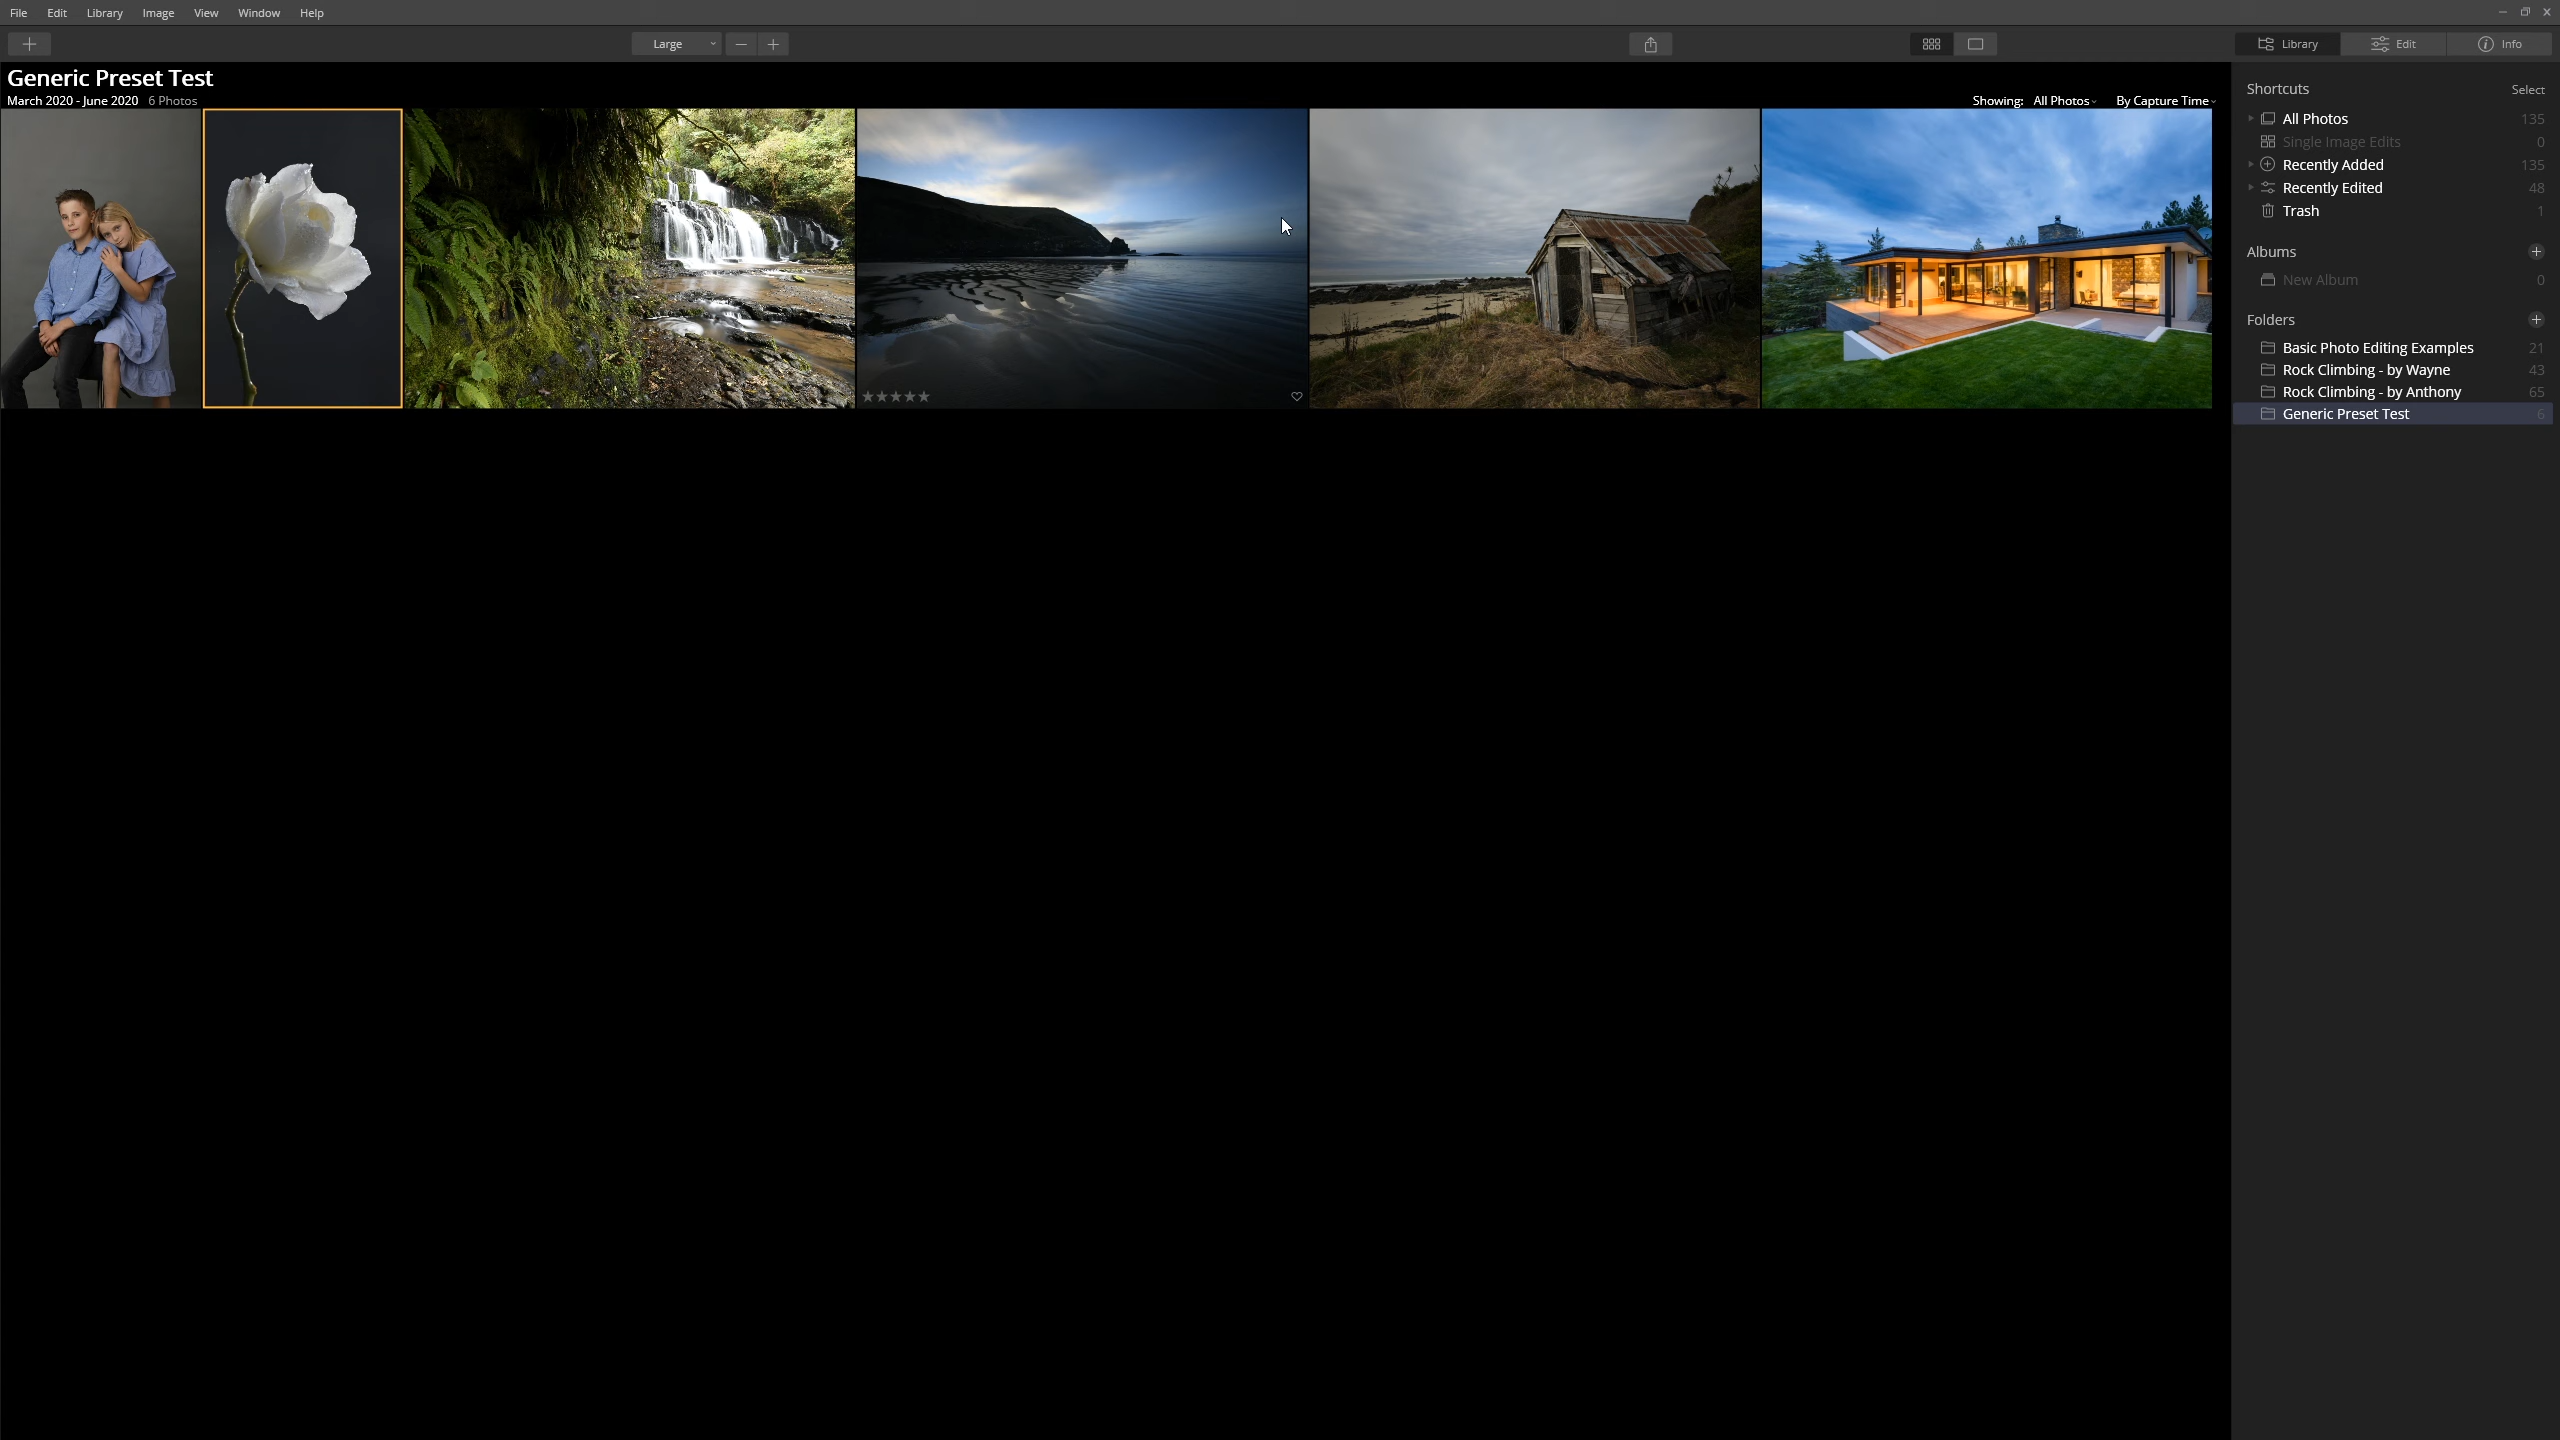 File Edit Library Image View Window Help
Large
Library Edit Info
Generic Preset Test
March 2020 - June 2020 6 Photos
Showing: All Photos By Capture Time
Shortcuts Select
All Photos 135
Single Image Edits 0
Recently Added 135
Recently Edited 48
Trash 1
Albums
New Album 0
Folders
Basic Photo Editing Examples 21
Rock Climbing - by Wayne 43
Rock Climbing - by Anthony 65
Generic Preset Test 6